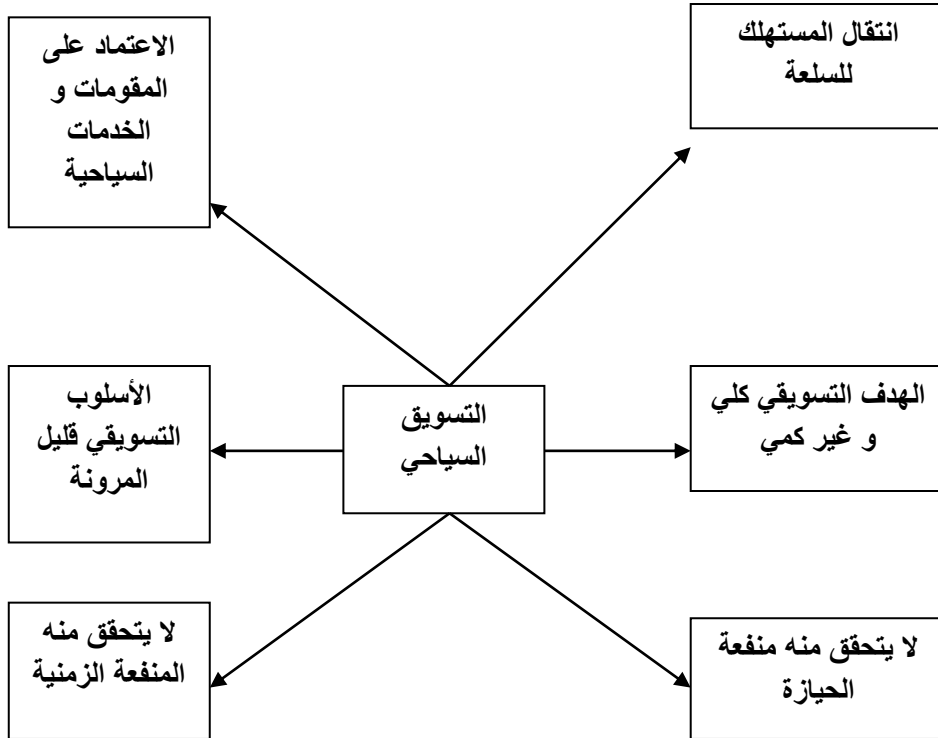 انتقال المستهلك
للسلعة
الاعتماد على
المقومات و
الخدمات
السياحية
الهدف التسويقي كلي
و غير كمي
التسويق
السياحي
الأسلوب
التسويقي قليل
المرونة
لا يتحقق منه منفعة
الحيازة
لا يتحقق منه
المنفعة الزمنية